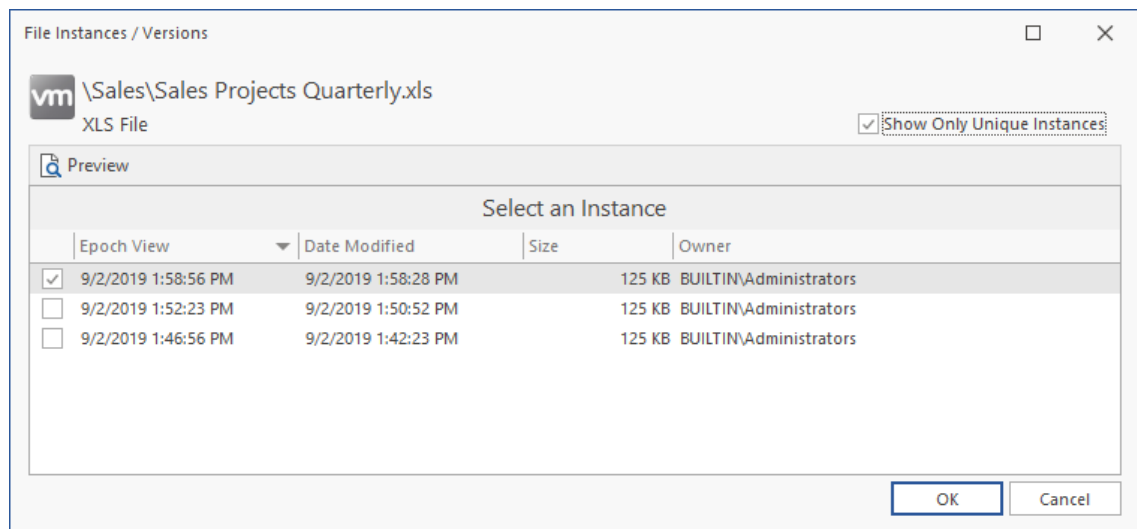 File Instances / Versions
vm
\Sales\Sales Projects Quarterly.xls
XLS File
Show Only Unique Instances
Preview
Select an Instance
Epoch View Date Modified Size Owner
9/2/2019 1:58:56 PM 9/2/2019 1:58:28 PM 125 KB BUILTIN\Administrators
9/2/2019 1:52:23 PM 9/2/2019 1:50:52 PM 125 KB BUILTIN\Administrators
9/2/2019 1:46:56 PM 9/2/2019 1:42:23 PM 125 KB BUILTIN\Administrators
OK Cancel